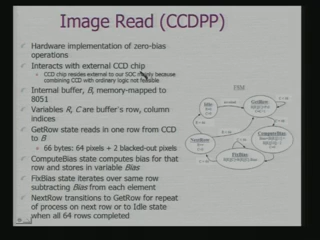 Image Read (CCDPP)
Hardware implementation of zero-bias
operations
Interacts with external CCD chip
CCD chip resides external to our SOC mainly because
combining CCD with ordinary logic not feasible
Internal buffer, B, memory-mapped to
8051
Variables R, C are buffer's row, column
indices
GetRow state reads in one row from CCD
to B
66 bytes: 64 pixels + 2 blacked-out pixels
ComputeBias state computes bias for that
row and stores in variable Bias
FixBias state iterates over same row
subtracting Bias from each element
NextRow transitions to GetRow for repeat
of process on next row or to Idle state
when all 64 rows completed
FSM
Idle
GetRow
ComputeBias
NextRow
FixBias